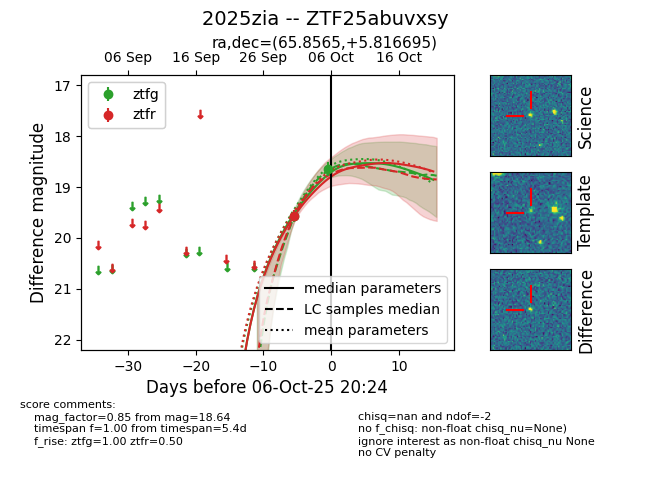 2025zia -- ZTF25abuvxsy
ra,dec=(65.8565,+5.816695)
06 Sep 16 Sep 26 Sep 06 Oct 16 Oct
ztfg
ztfr
17
18
19
20
21
22
Difference magnitude
median parameters
LC samples median
mean parameters
−30 −20 −10 0 10
Days before 06-Oct-25 20:24
Science
Template
Difference
score comments:
mag_factor=0.85 from mag=18.64
timespan f=1.00 from timespan=5.4d
f_rise: ztfg=1.00 ztfr=0.50
chisq=nan and ndof=-2
no f_chisq: non-float chisq_nu=None)
ignore interest as non-float chisq_nu None
no CV penalty